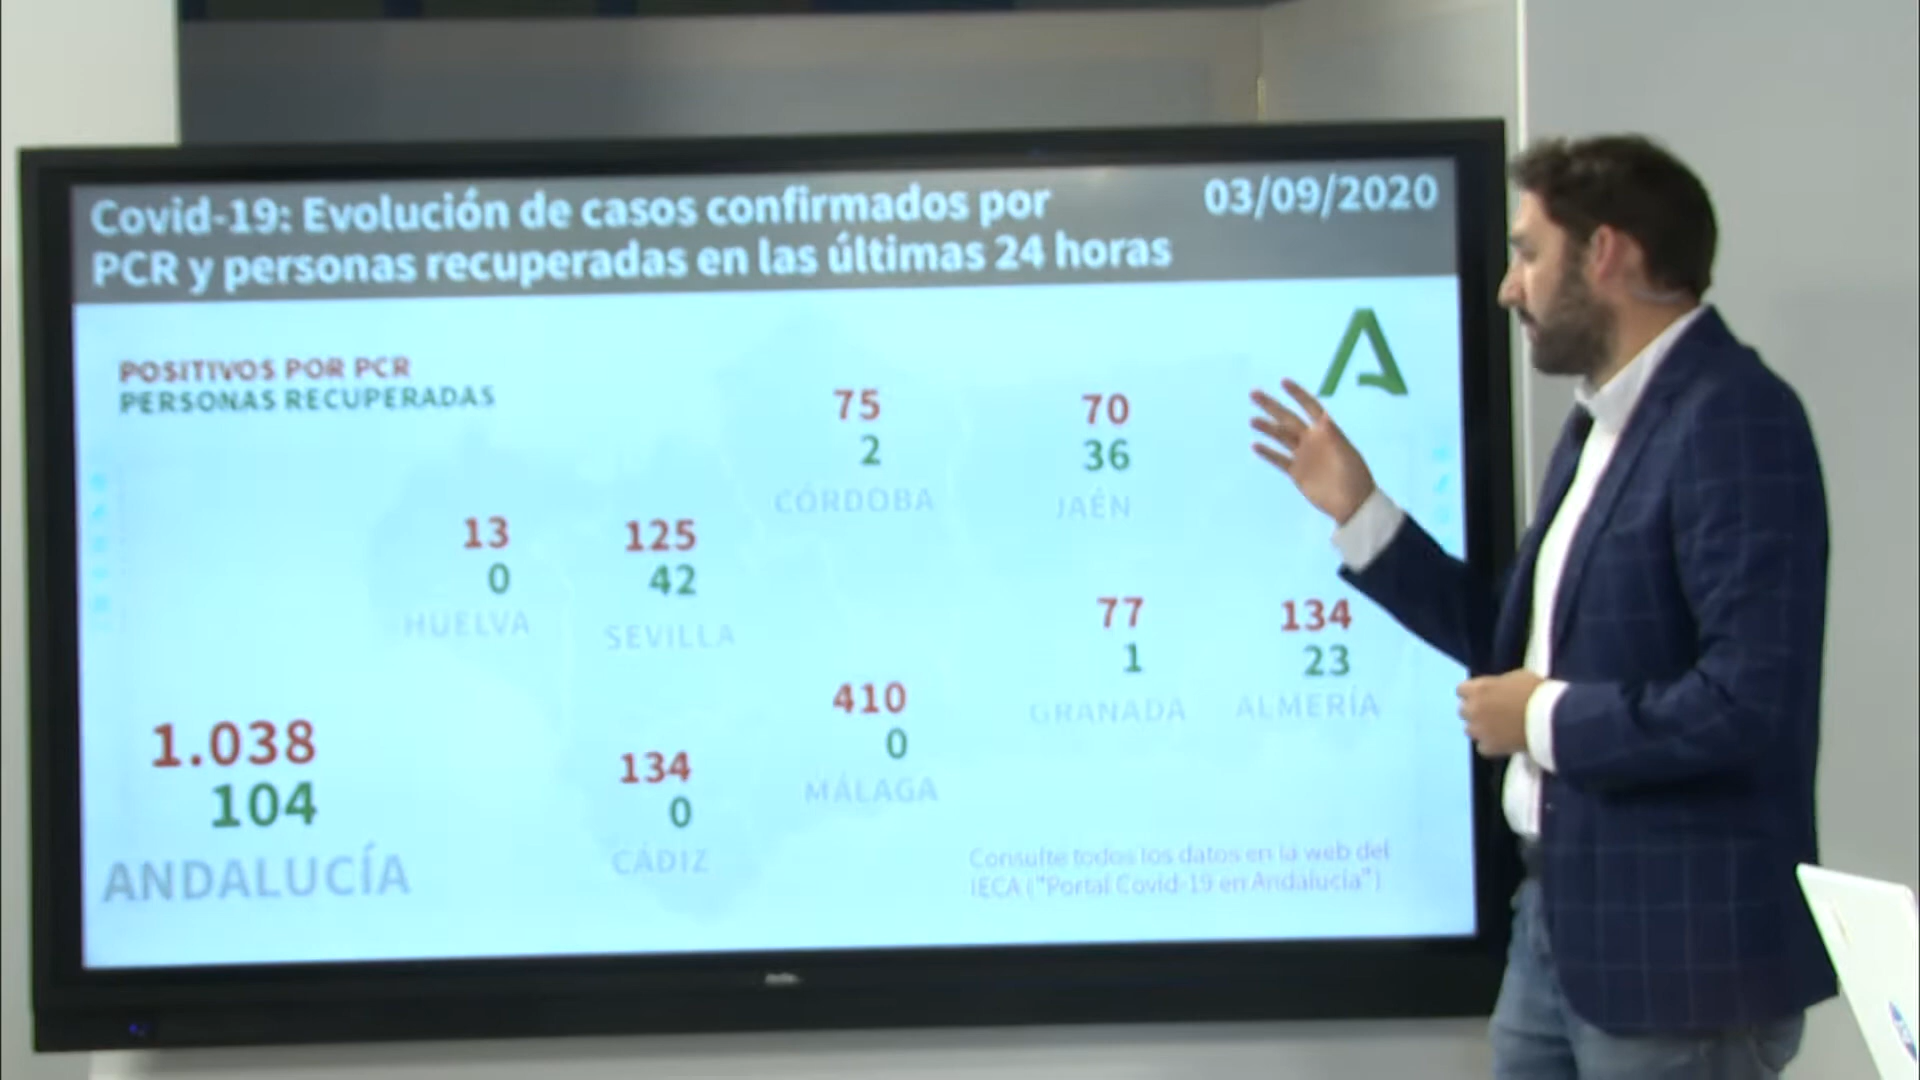 Covid-19: Evolución de casos confirmados por
PCR y personas recuperadas en las últimas 24 horas
03/09/2020
POSITIVOS POR PCR
PERSONAS RECUPERADAS
75
2
CÓRDOBA
70
36
JAÉN
13
0
HUELVA
125
42
SEVILLA
77
1
GRANADA
134
23
ALMERÍA
410
0
MÁLAGA
134
0
CÁDIZ
1.038
104
ANDALUCÍA
Consulte todos los datos en la web del
IECA ("Portal Covid-19 en Andalucía")